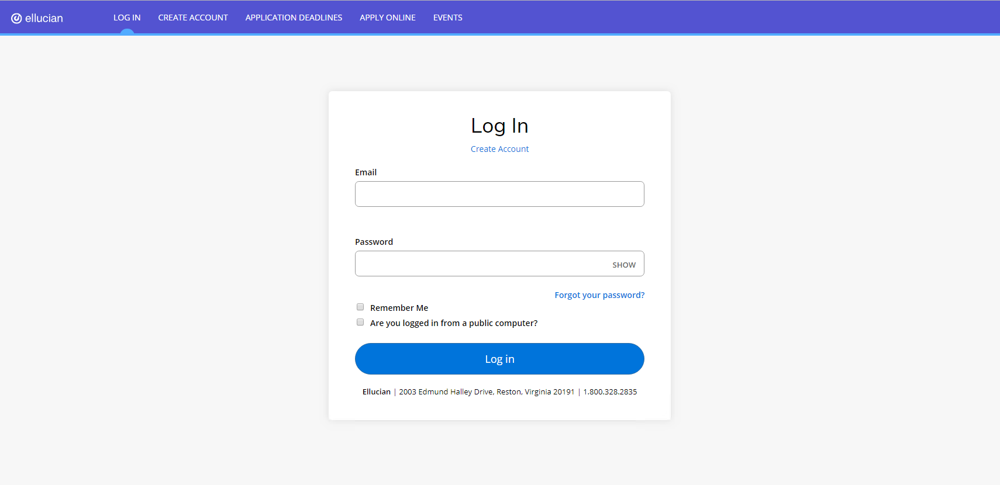 ellucian LOG IN CREATE ACCOUNT APPLICATION DEADLINES APPLY ONLINE EVENTS
Log In
Create Account
Email
Password
SHOW
Forgot your password?
Remember Me
Are you logged in from a public computer?
Log in
Ellucian | 2003 Edmund Halley Drive, Reston, Virginia 20191 | 1.800.328.2835